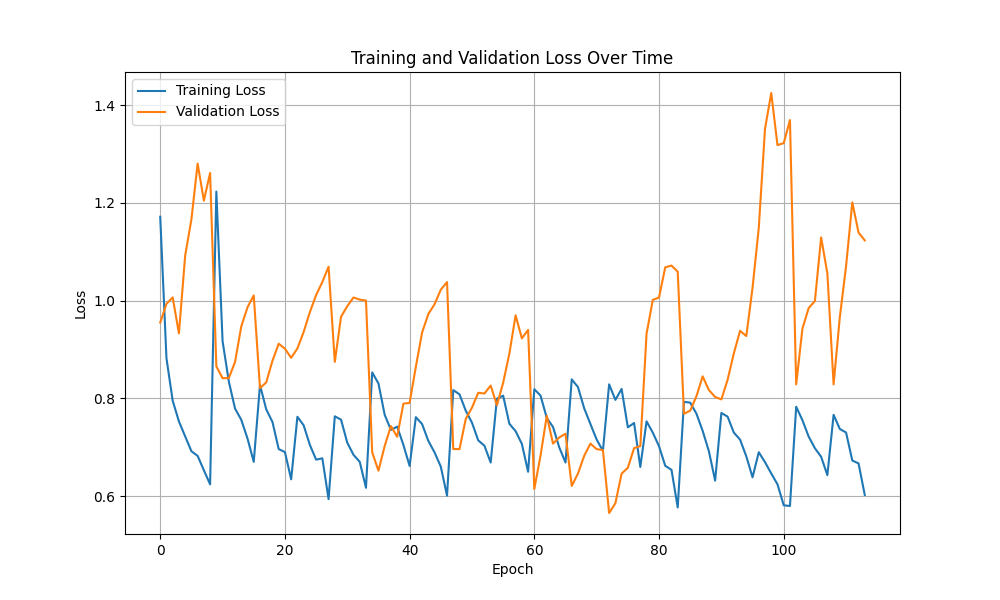 Training and Validation Loss Over Time
Training Loss
Validation Loss
1.4
1.2
1.0
0.8
0.6
Loss
0 20 40 60 80 100
Epoch